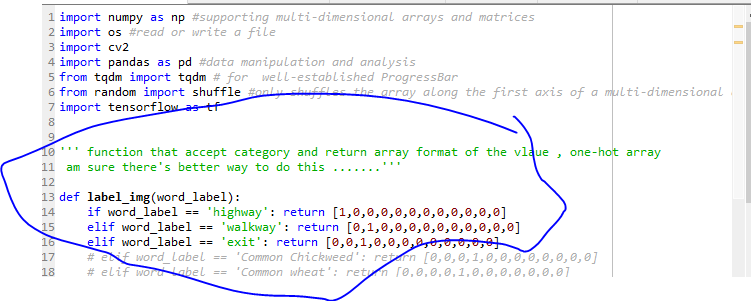 1 import numpy as np #supporting multi-dimensional arrays and matrices
2 import os #read or write a file
3 import cv2
4 import pandas as pd #data manipulation and analysis
5 from tqdm import tqdm # for  well-established ProgressBar
6 from random import shuffle #only shuffles the array along the first axis of a multi-dimensional
7 import tensorflow as tf
8
9
10 ''' function that accept category and return array format of the vlaue , one-hot array
11  am sure there's better way to do this .......'''
12
13 def label_img(word_label):
14     if word_label == 'highway': return [1,0,0,0,0,0,0,0,0,0,0,0]
15     elif word_label == 'walkway': return [0,1,0,0,0,0,0,0,0,0,0,0]
16     elif word_label == 'exit': return [0,0,1,0,0,0,0,0,0,0,0,0]
17     # elif word_label == 'Common Chickweed': return [0,0,0,1,0,0,0,0,0,0,0,0]
18     # elif word_label == 'Common wheat': return [0,0,0,0,1,0,0,0,0,0,0,0]